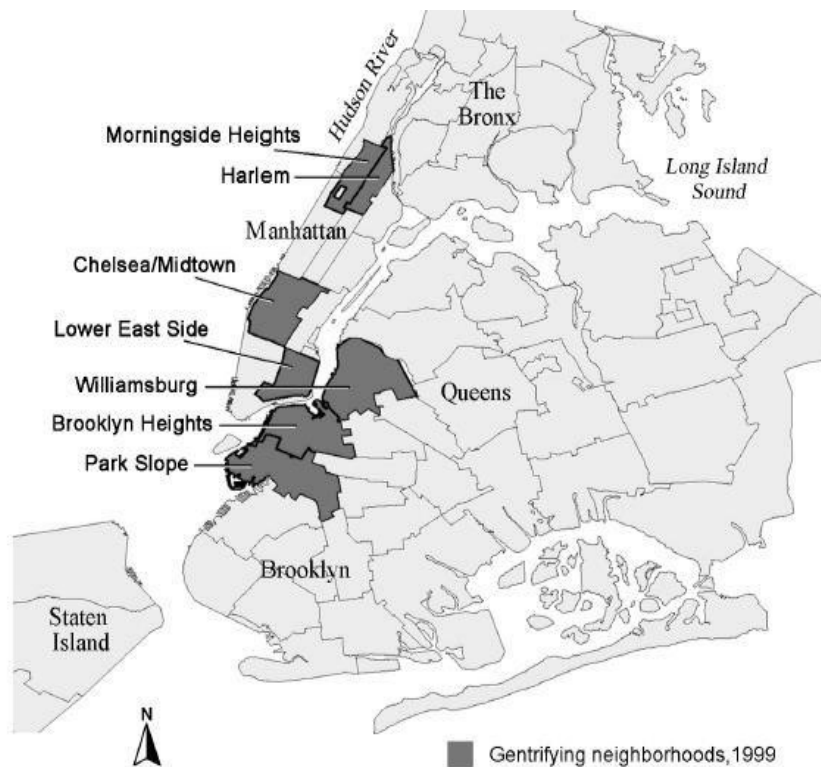 Hudson River
The
Bronx
Morningside Heights
Harlem
Long Island
Sound
Manhattan
Chelsea/Midtown
Lower East Side
Williamsburg
Queens
Brooklyn Heights
Park Slope
Brooklyn
Staten
Island
N
Gentrifying neighborhoods,1999